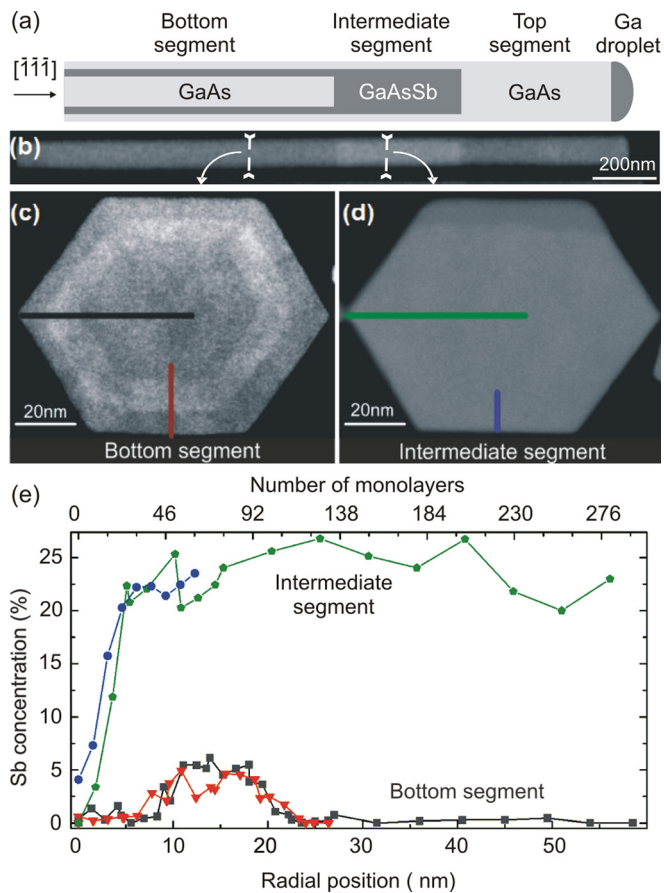 (a)
Bottom segment
Intermediate segment
Top segment
Ga droplet
[1̄1̄1̄]
GaAs
GaAsSb
GaAs
(b)
200nm
(c)
(d)
20nm
Bottom segment
20nm
Intermediate segment
(e)
Number of monolayers
0 46 92 138 184 230 276
Sb concentration (%)
25
20
15
10
5
0
Intermediate segment
Bottom segment
0 10 20 30 40 50 60
Radial position ( nm)